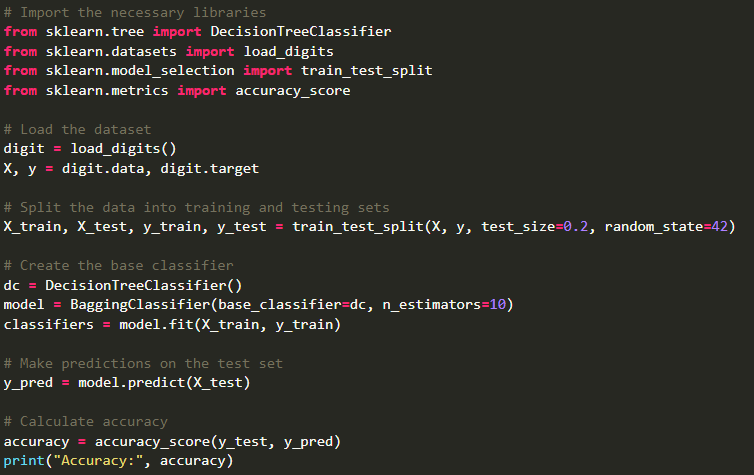 # Import the necessary libraries
from sklearn.tree import DecisionTreeClassifier
from sklearn.datasets import load_digits
from sklearn.model_selection import train_test_split
from sklearn.metrics import accuracy_score
# Load the dataset
digit = load_digits()
X, y = digit.data, digit.target
# Split the data into training and testing sets
X_train, X_test, y_train, y_test = train_test_split(X, y, test_size=0.2, random_state=42)
# Create the base classifier
dc = DecisionTreeClassifier()
model = BaggingClassifier(base_classifier=dc, n_estimators=10)
classifiers = model.fit(X_train, y_train)
# Make predictions on the test set
y_pred = model.predict(X_test)
# Calculate accuracy
accuracy = accuracy_score(y_test, y_pred)
print("Accuracy:", accuracy)